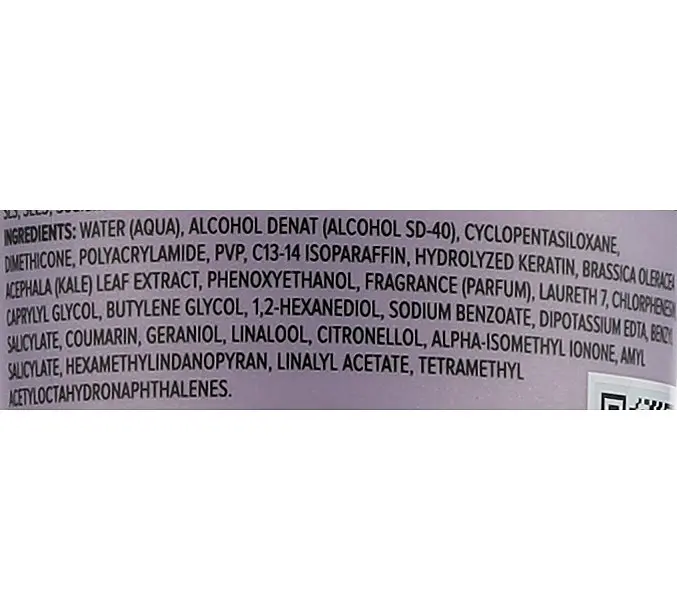 INGREDIENTS: WATER (AQUA), ALCOHOL DENAT (ALCOHOL SD-40), CYCLOPENTASILOXANE,
DIMETHICONE, POLYACRYLAMIDE, PVP, C13-14 ISOPARAFFIN, HYDROLYZED KERATIN, BRASSICA OLERACEA
ACEPHALA (KALE) LEAF EXTRACT, PHENOXYETHANOL, FRAGRANCE (PARFUM), LAURETH 7, CHLORPHENESIN
CAPRYLYL GLYCOL, BUTYLENE GLYCOL, 1,2-HEXANEDIOL, SODIUM BENZOATE, DIPOTASSIUM EDTA, BENZYL
SALICYLATE, COUMARIN, GERANIOL, LINALOOL, CITRONELLOL, ALPHA-ISOMETHYL IONONE, AMYL
SALICYLATE, HEXAMETHYLINDANOPYRAN, LINALYL ACETATE, TETRAMETHYL
ACETYLOCTAHYDRONAPHTHALENES.